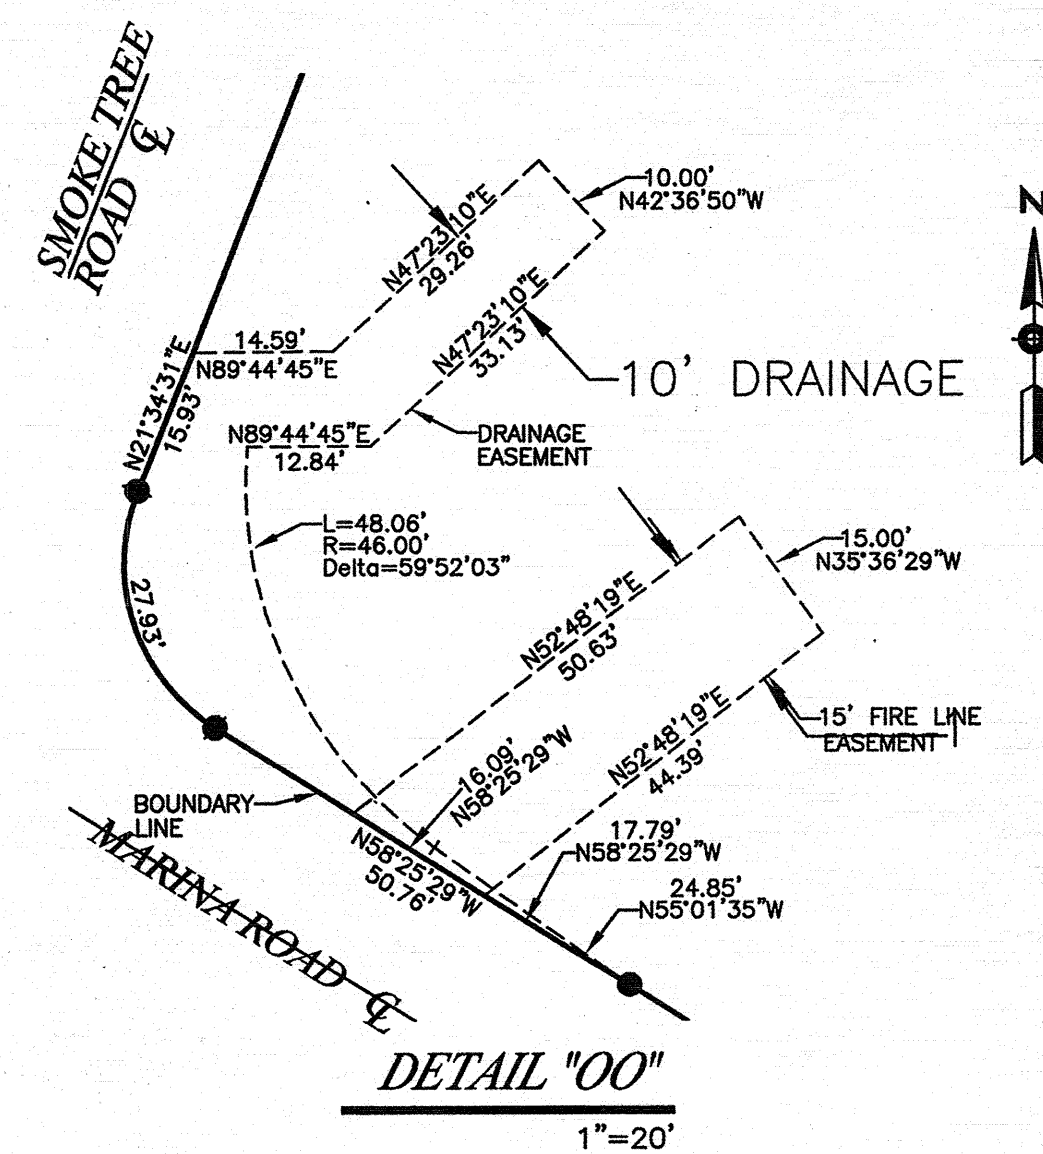 SMOKE TREE
ROAD ℄
10.00'
N42°36'50"W
N
N47°23'10"E
29.26'
N47°23'10"E
33.13'
14.59'
N89°44'45"E
10' DRAINAGE
N21°34'31"E
15.93'
N89°44'45"E
12.84'
DRAINAGE
EASEMENT
L=48.06'
R=46.00'
Delta=59°52'03"
15.00'
N35°36'29"W
27.93'
N52°48'19"E
50.63'
N52°48'19"E
44.39'
15' FIRE LINE
EASEMENT
16.09'
N58°25'29"W
BOUNDARY
LINE
N58°25'29"W
50.76'
17.79'
N58°25'29"W
24.85'
N55°01'35"W
MARINA ROAD ℄
DETAIL "OO"
1"=20'